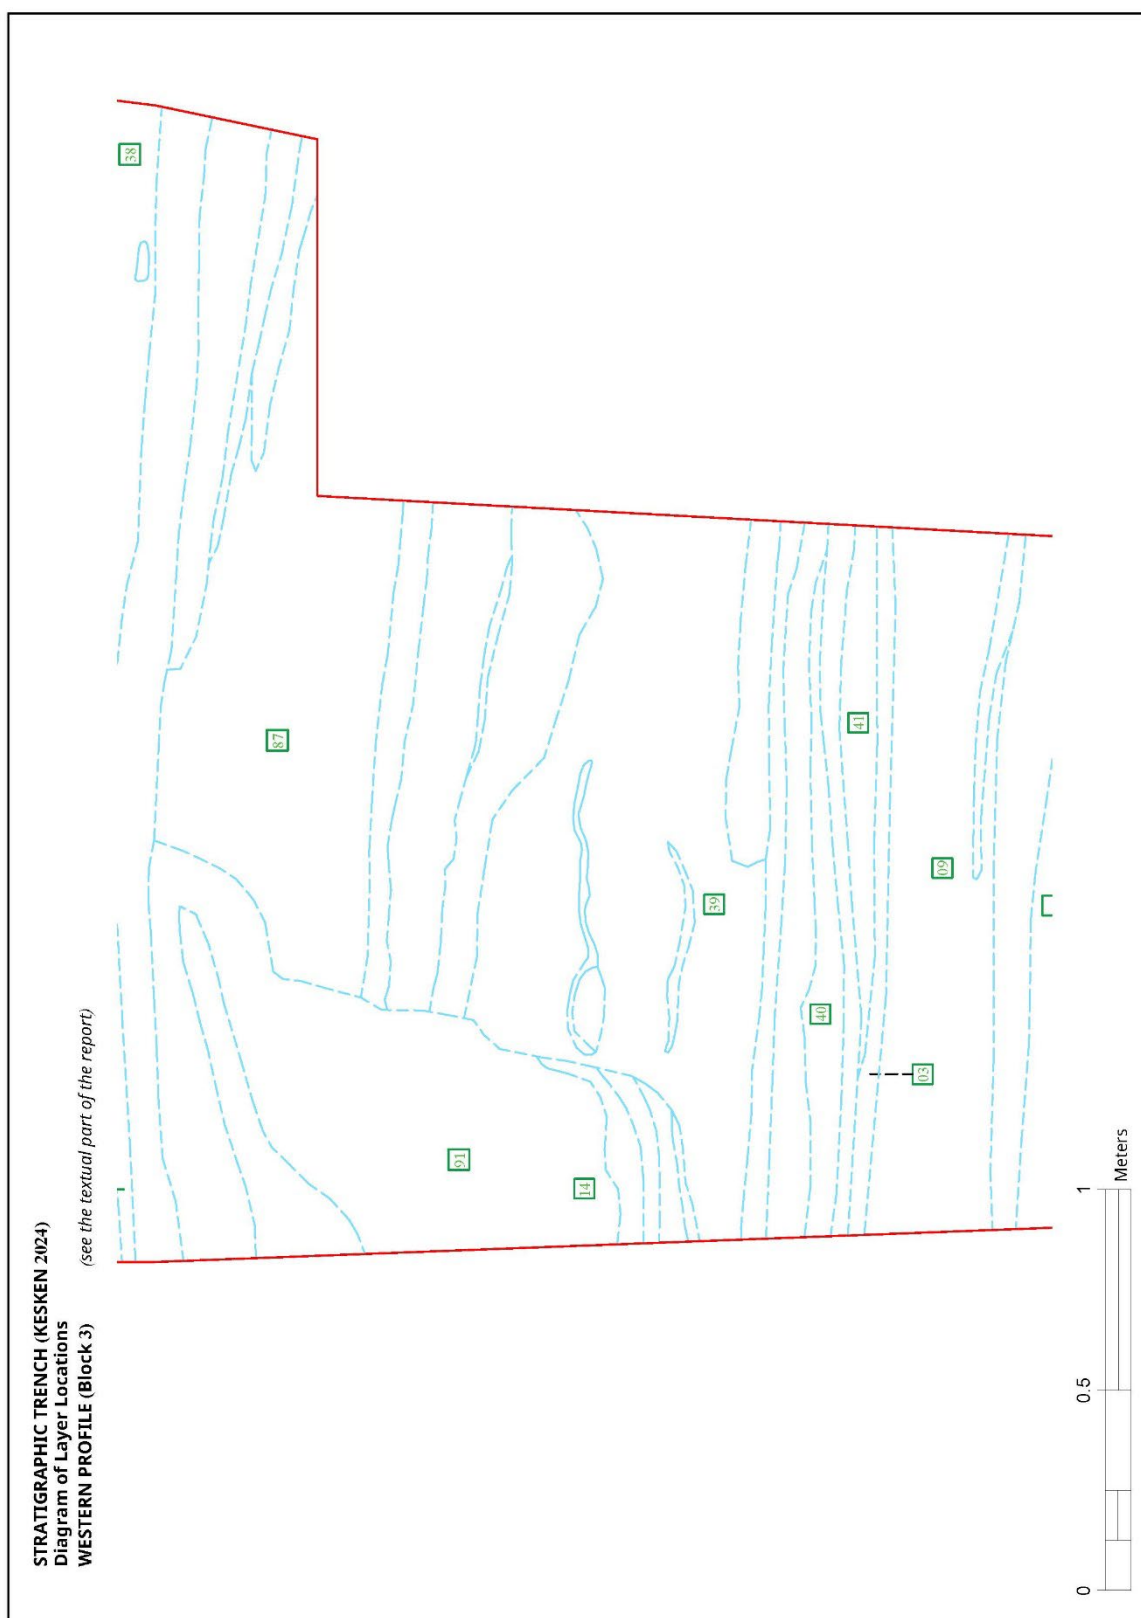 STRATIGRAPHIC TRENCH (KESKEN 2024)
Diagram of Layer Locations
WESTERN PROFILE (Block 3) (see the textual part of the report)
38
87
91
14
39
40
41
03
09
0 0.5 1
Meters